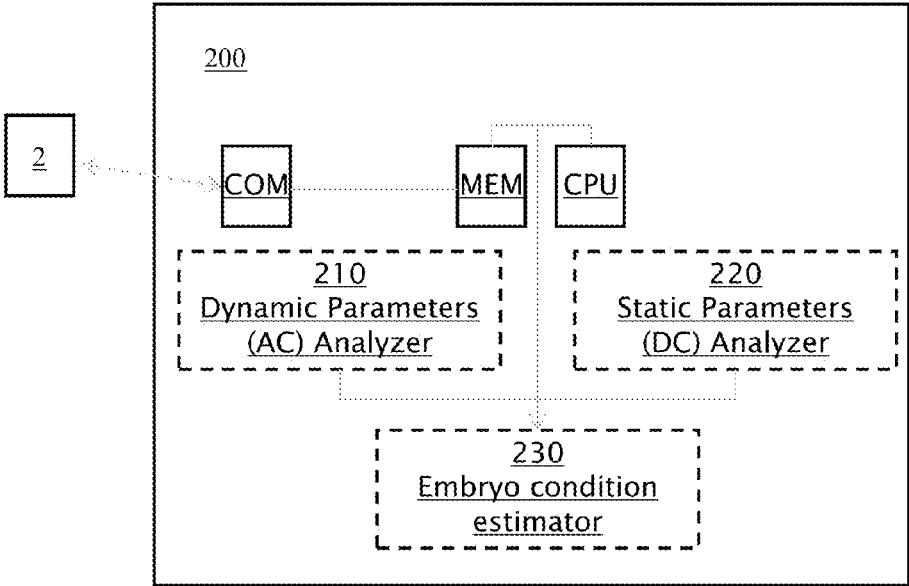 200
2
COM
MEM
CPU
210
Dynamic Parameters
(AC) Analyzer
220
Static Parameters
(DC) Analyzer
230
Embryo condition
estimator